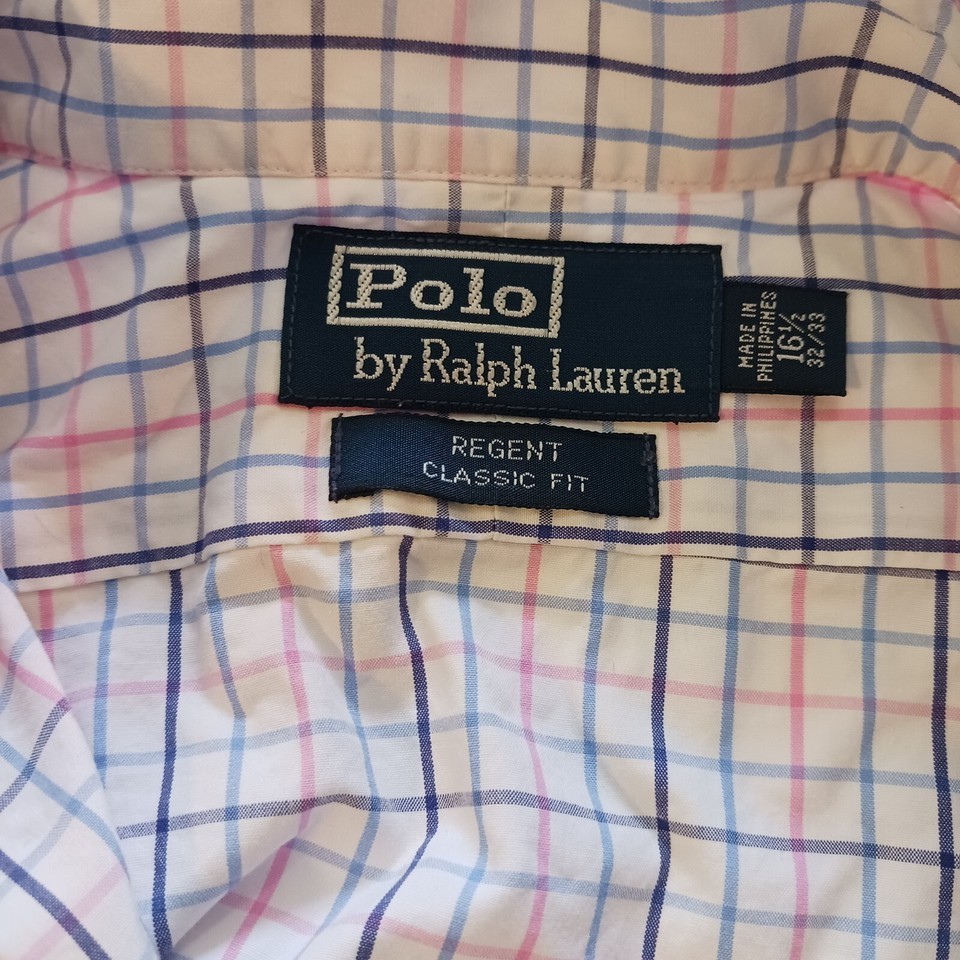 Polo
by Ralph Lauren
MADE IN
PHILIPPINES
16½
32/33
REGENT
CLASSIC FIT